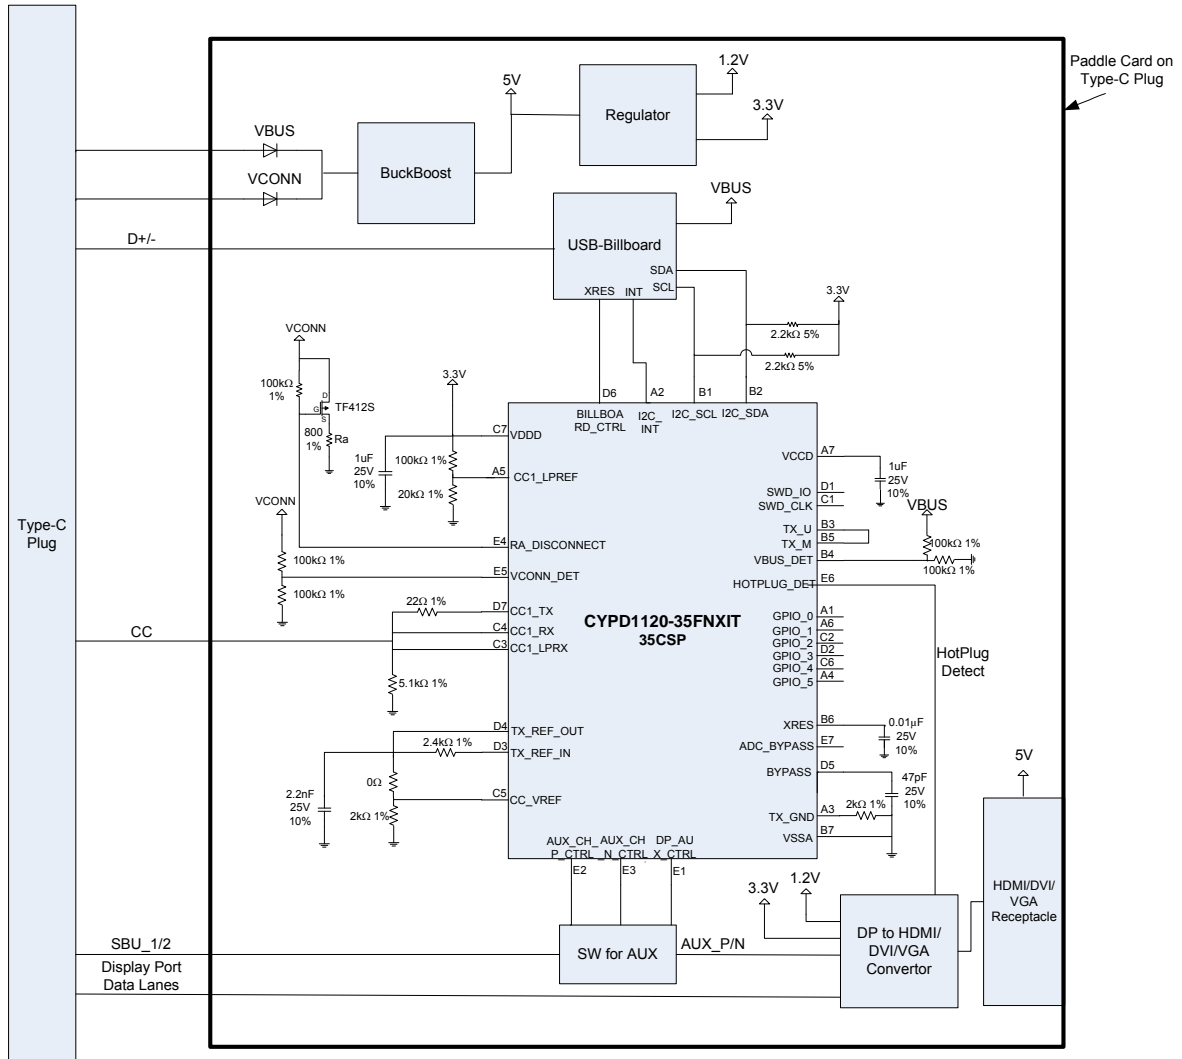 Paddle Card on
Type-C Plug
1.2V
5V
3.3V
Regulator
VBUS
VCONN
BuckBoost
VBUS
D+/-
USB-Billboard
SDA
SCL
XRES
INT
3.3V
2.2kΩ 5%
2.2kΩ 5%
VCONN
100kΩ
1%
D
G
S
TF412S
800
1%
Ra
3.3V
D6
A2
B1
B2
BILLBOA
RD_CTRL
I2C_
INT
I2C_SCL
I2C_SDA
C7
VDDD
1uF
25V
10%
100kΩ 1%
A5
CC1_LPREF
20kΩ 1%
VCCD
A7
1uF
25V
10%
SWD_IO
D1
SWD_CLK
C1
VBUS
TX_U
B3
TX_M
B5
VBUS_DET
B4
100kΩ 1%
100kΩ 1%
HOTPLUG_DET
E6
Type-C
Plug
VCONN
E4
RA_DISCONNECT
100kΩ 1%
E5
VCONN_DET
100kΩ 1%
22Ω 1%
D7
CC1_TX
C4
CC1_RX
C3
CC1_LPRX
CC
5.1kΩ 1%
CYPD1120-35FNXIT
35CSP
GPIO_0
A1
GPIO_1
A6
GPIO_2
C2
GPIO_3
D2
GPIO_4
C6
GPIO_5
A4
HotPlug
Detect
D4
TX_REF_OUT
2.4kΩ 1%
D3
TX_REF_IN
0Ω
2.2nF
25V
10%
C5
CC_VREF
2kΩ 1%
XRES
B6
0.01µF
25V
10%
ADC_BYPASS
E7
BYPASS
D5
47pF
25V
10%
TX_GND
A3
2kΩ 1%
VSSA
B7
5V
AUX_CH_
P_CTRL
AUX_CH
_N_CTRL
DP_AU
X_CTRL
E2
E3
E1
3.3V
1.2V
HDMI/DVI/
VGA
Receptacle
SBU_1/2
SW for AUX
AUX_P/N
DP to HDMI/
DVI/VGA
Convertor
Display Port
Data Lanes